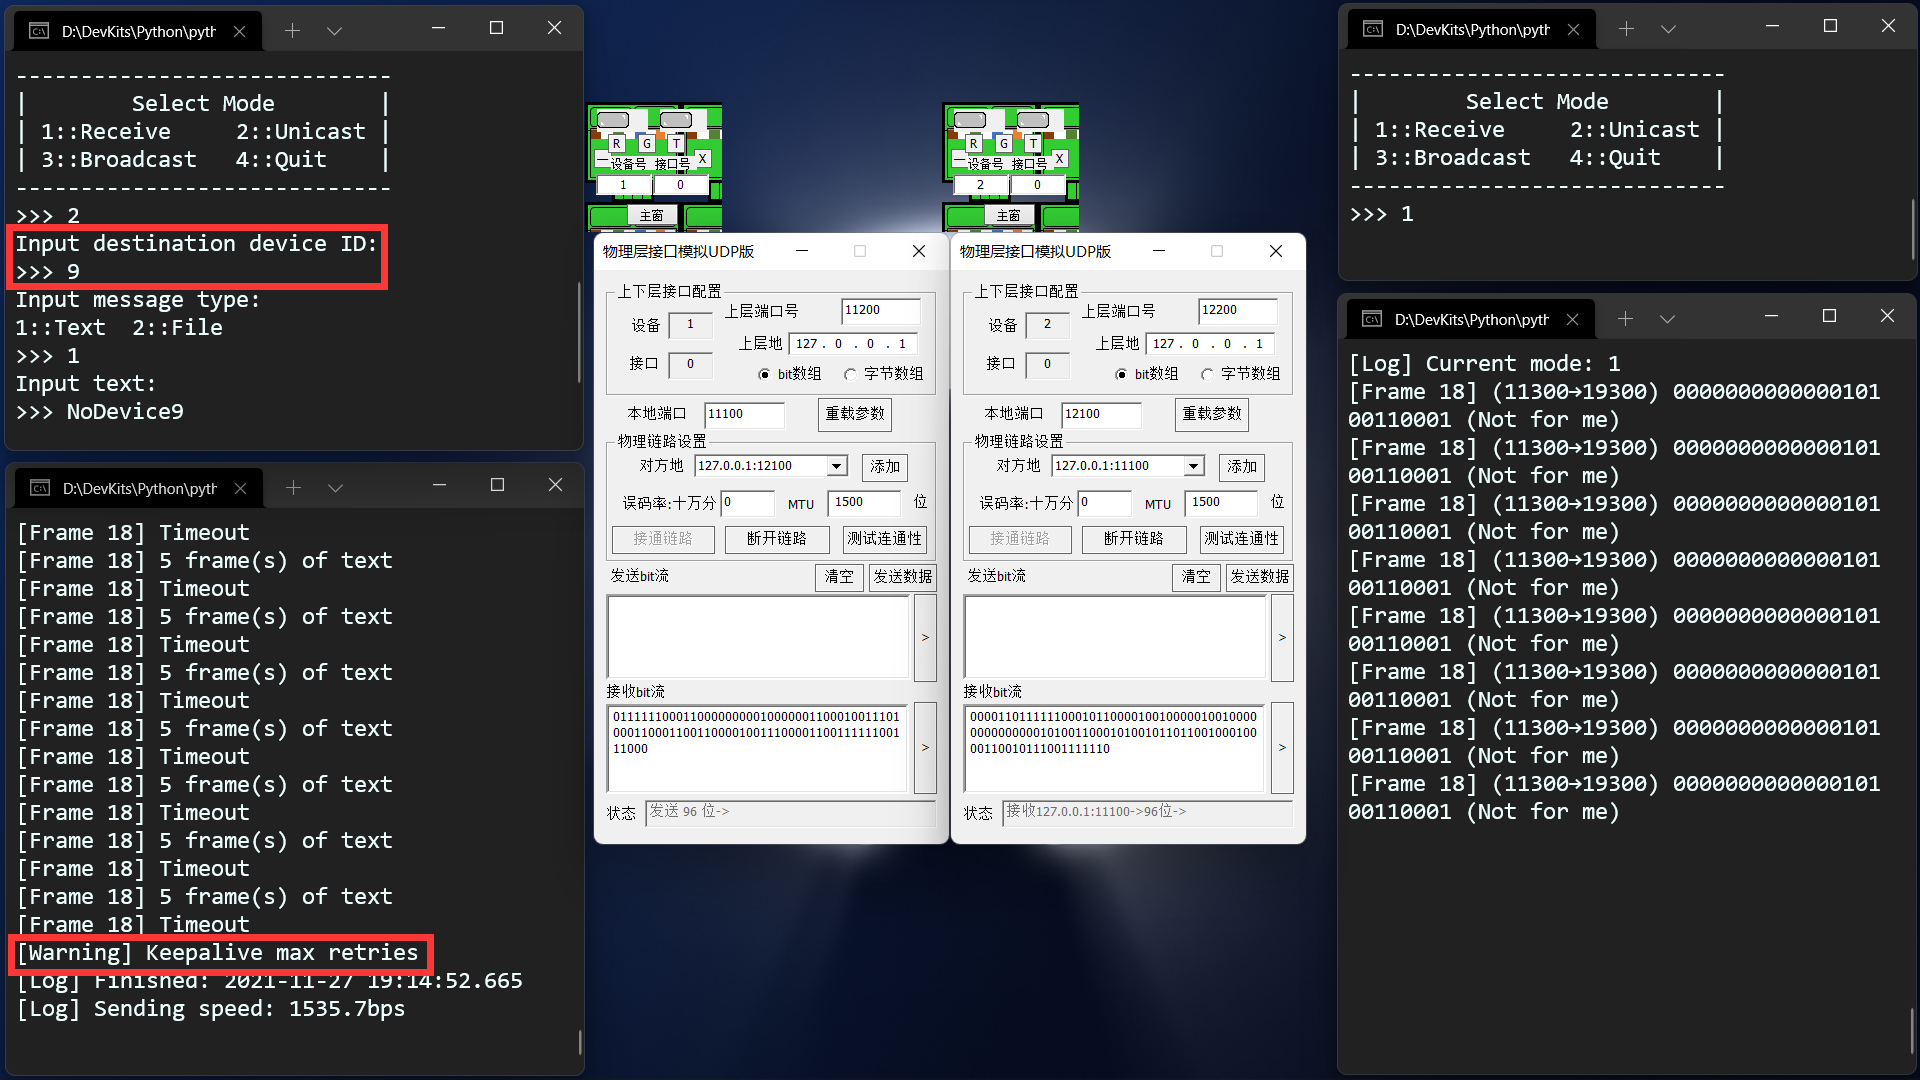 D:\DevKits\Python\pyth
-----------------------------
|        Select Mode        |
| 1::Receive     2::Unicast |
| 3::Broadcast   4::Quit    |
-----------------------------
>>> 2
Input destination device ID:
>>> 9
Input message type:
1::Text  2::File
>>> 1
Input text:
>>> NoDevice9
D:\DevKits\Python\pyth
[Frame 18] Timeout
[Frame 18] 5 frame(s) of text
[Frame 18] Timeout
[Frame 18] 5 frame(s) of text
[Frame 18] Timeout
[Frame 18] 5 frame(s) of text
[Frame 18] Timeout
[Frame 18] 5 frame(s) of text
[Frame 18] Timeout
[Frame 18] 5 frame(s) of text
[Frame 18] Timeout
[Frame 18] 5 frame(s) of text
[Frame 18] Timeout
[Frame 18] 5 frame(s) of text
[Frame 18] Timeout
[Warning] Keepalive max retries
[Log] Finished: 2021-11-27 19:14:52.665
[Log] Sending speed: 1535.7bps
R G T
设备号 接口号 X
1 0
主窗
物理层接口模拟UDP版
上下层接口配置
设备 1 上层端口号 11200
上层地 127 . 0 . 0 . 1
接口 0 bit数组 字节数组
本地端口 11100 重载参数
物理链路设置
对方地 127.0.0.1:12100 添加
误码率:十万分 0 MTU 1500 位
接通链路 断开链路 测试连通性
发送bit流 清空 发送数据
>
接收bit流
01111110001100000000010000001100010011101
000110001100110000100111000011001111110 0
11000
>
状态 发送 96 位->
R G T
设备号 接口号 X
2 0
主窗
物理层接口模拟UDP版
上下层接口配置
设备 2 上层端口号 12200
上层地 127 . 0 . 0 . 1
接口 0 bit数组 字节数组
本地端口 12100 重载参数
物理链路设置
对方地 127.0.0.1:11100 添加
误码率:十万分 0 MTU 1500 位
接通链路 断开链路 测试连通性
发送bit流 清空 发送数据
>
接收bit流
>
状态 接收127.0.0.1:11100->96位->
D:\DevKits\Python\pyth
-----------------------------
|        Select Mode        |
| 1::Receive     2::Unicast |
| 3::Broadcast   4::Quit    |
-----------------------------
>>> 1
D:\DevKits\Python\pyth
[Log] Current mode: 1
[Frame 18] (11300→19300) 0000000000000101
00110001 (Not for me)
[Frame 18] (11300→19300) 0000000000000101
00110001 (Not for me)
[Frame 18] (11300→19300) 0000000000000101
00110001 (Not for me)
[Frame 18] (11300→19300) 0000000000000101
00110001 (Not for me)
[Frame 18] (11300→19300) 0000000000000101
00110001 (Not for me)
[Frame 18] (11300→19300) 0000000000000101
00110001 (Not for me)
[Frame 18] (11300→19300) 0000000000000101
00110001 (Not for me)
[Frame 18] (11300→19300) 0000000000000101
00110001 (Not for me)